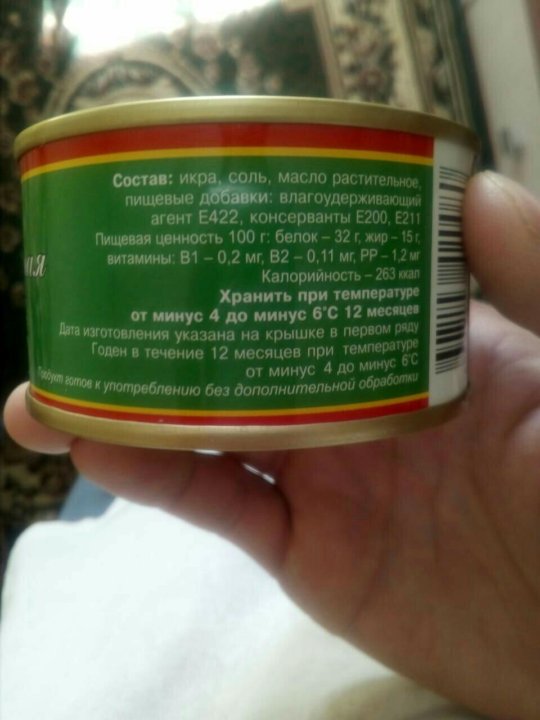 Состав: икра, соль, масло растительное,
пищевые добавки: влагоудерживающий
агент Е422, консерванты Е200, Е211
Пищевая ценность 100 г: белок – 32 г, жир – 15 г,
витамины: В1 – 0,2 мг, В2 – 0,11 мг, РР – 1,2 мг
Калорийность – 263 ккал
Хранить при температуре
от минус 4 до минус 6°С 12 месяцев
Дата изготовления указана на крышке в первом ряду
Годен в течение 12 месяцев при температуре
от минус 4 до минус 6°С
Продукт готов к употреблению без дополнительной обработки